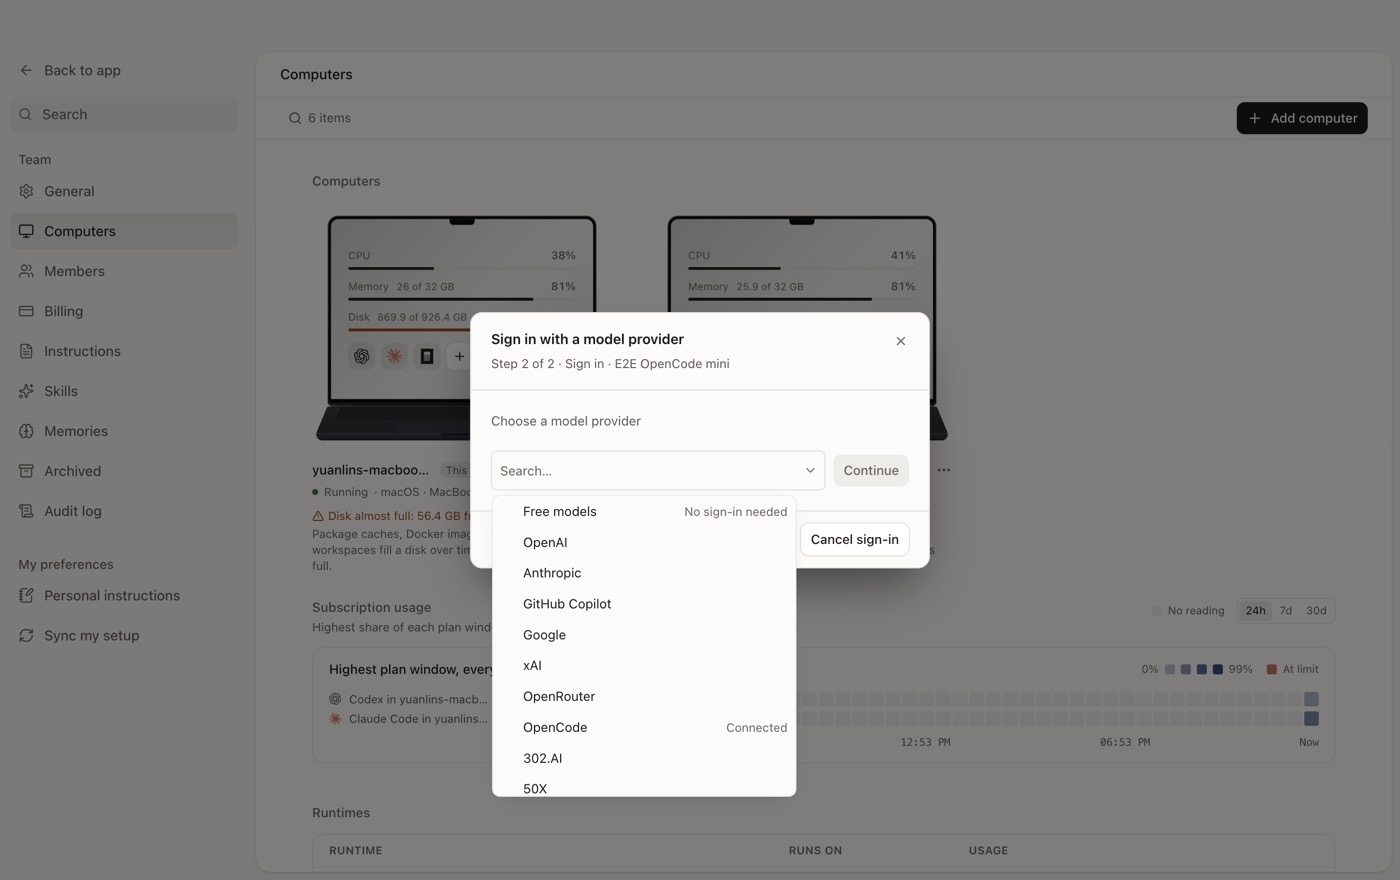 Back to app
Search
Team
General
Computers
Members
Billing
Instructions
Skills
Memories
Archived
Audit log
My preferences
Personal instructions
Sync my setup
Computers
6 items
Add computer
Computers
CPU 38%
Memory 26 of 32 GB 81%
Disk 869.9 of 926.4 GB
CPU 41%
Memory 25.9 of 32 GB 81%
yuanlins-macboo... This
Running · macOS · MacBoo
Disk almost full: 56.4 GB fr
Package caches, Docker imag
workspaces fill a disk over tim
full.
Sign in with a model provider
Step 2 of 2 · Sign in · E2E OpenCode mini
Choose a model provider
Search...
Continue
Cancel sign-in
Free models No sign-in needed
OpenAI
Anthropic
GitHub Copilot
Google
xAI
OpenRouter
OpenCode Connected
302.AI
50X
Subscription usage
Highest share of each plan wind
No reading 24h 7d 30d
Highest plan window, every
0% 99% At limit
Codex in yuanlins-macb...
Claude Code in yuanlins...
12:53 PM 06:53 PM Now
Runtimes
RUNTIME RUNS ON USAGE